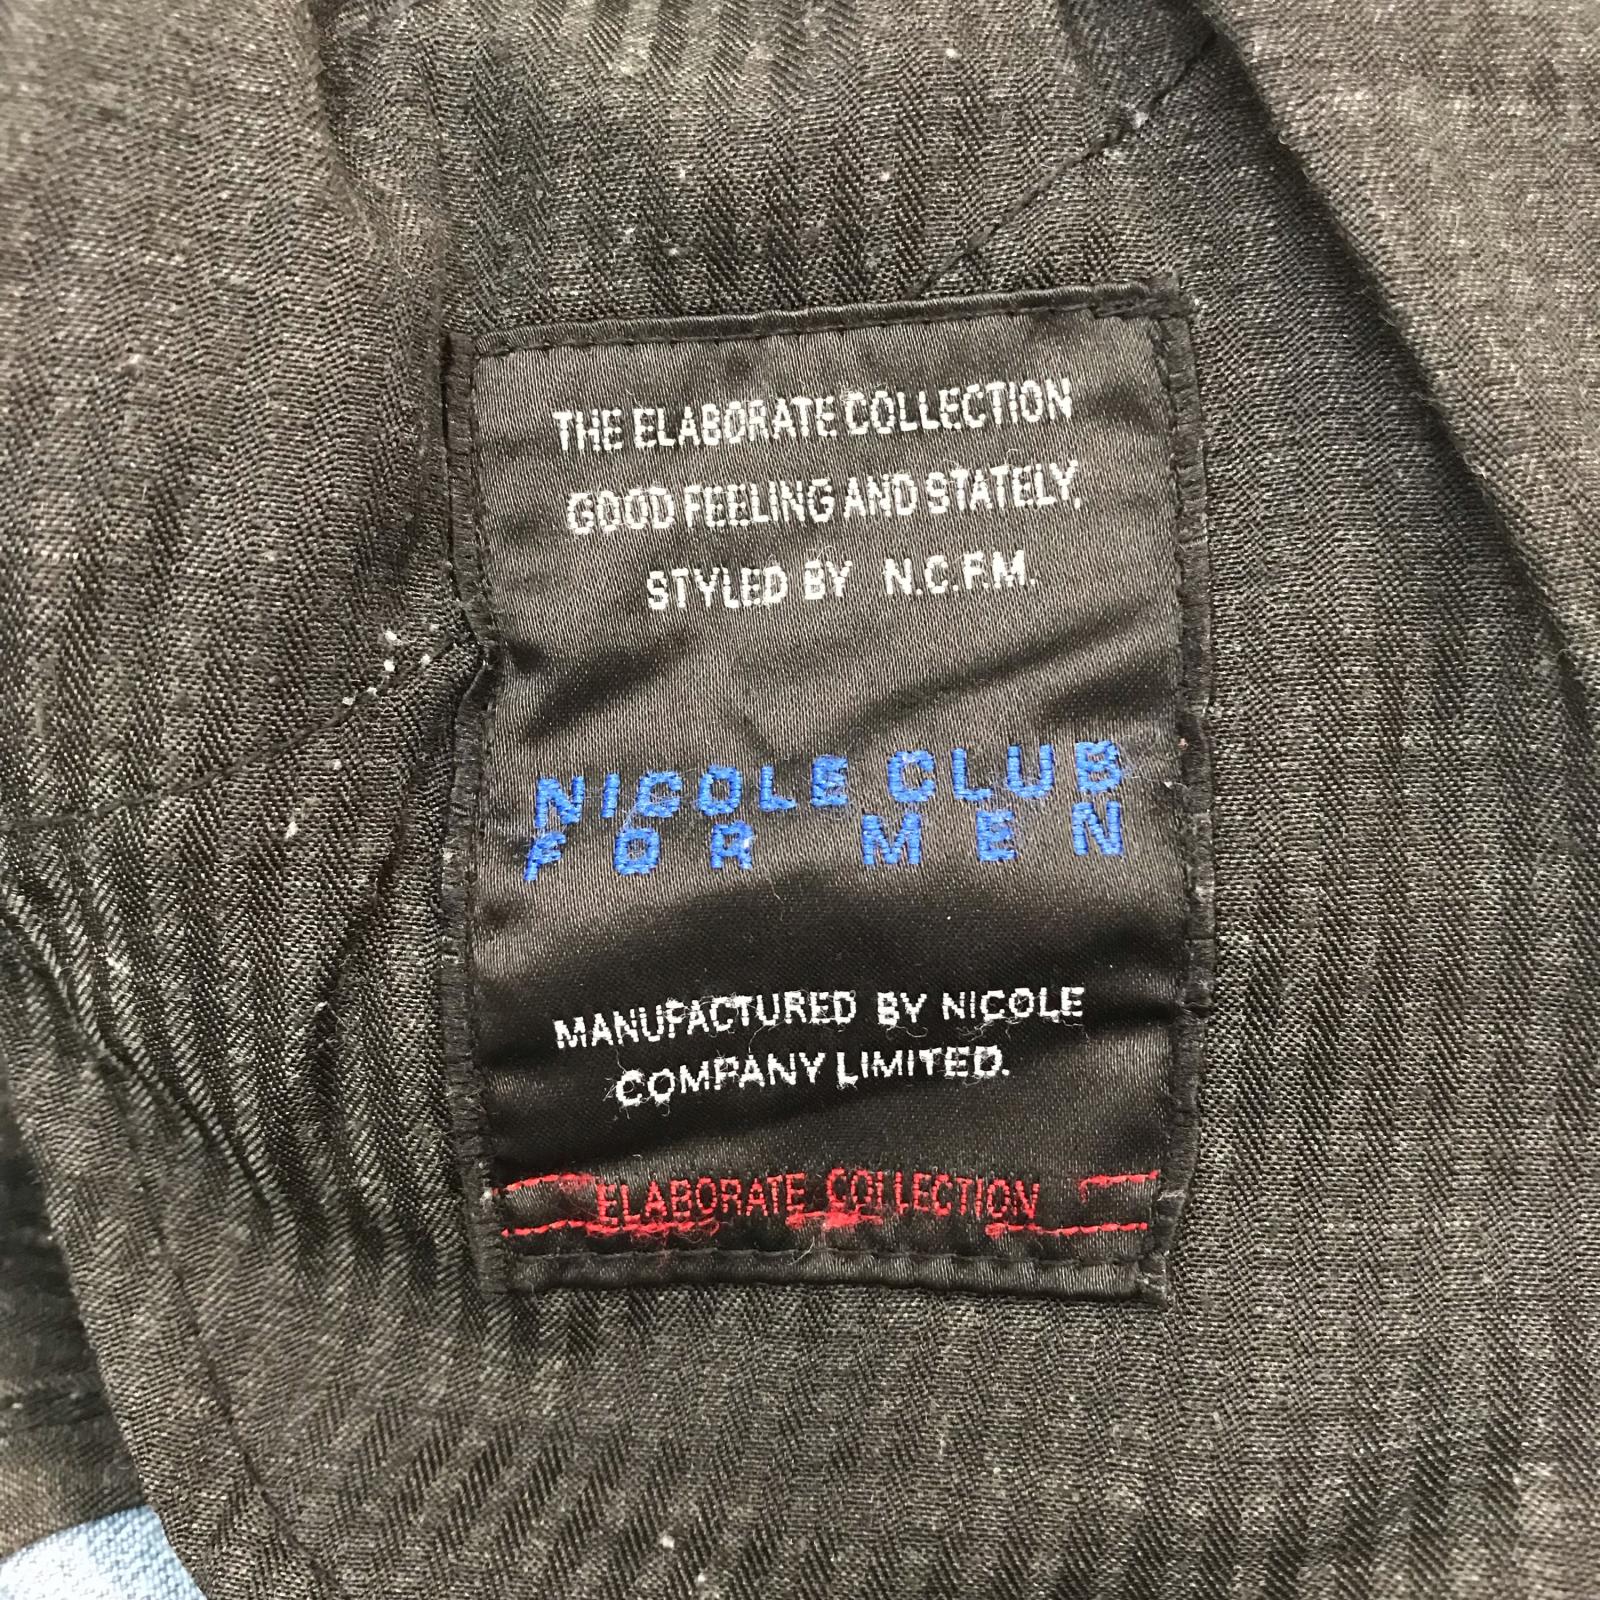 THE ELABORATE COLLECTION
GOOD FEELING AND STATELY,
STYLED BY N.C.F.M.
NICOLE CLUB
FOR MEN
MANUFACTURED BY NICOLE
COMPANY LIMITED.
ELABORATE COLLECTION